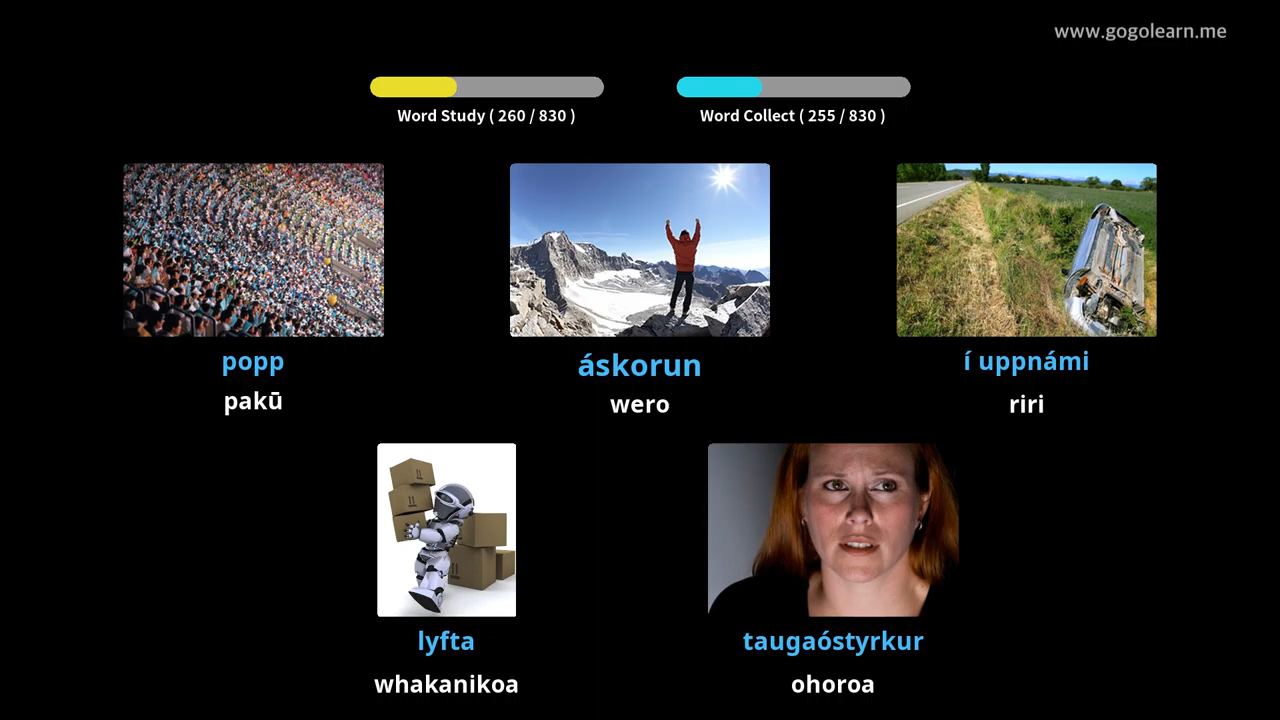 www.gogolearn.me
Word Study ( 260 / 830 )
Word Collect ( 255 / 830 )
popp
pakū
áskorun
wero
í uppnámi
riri
lyfta
whakanikoa
taugaóstyrkur
ohoroa